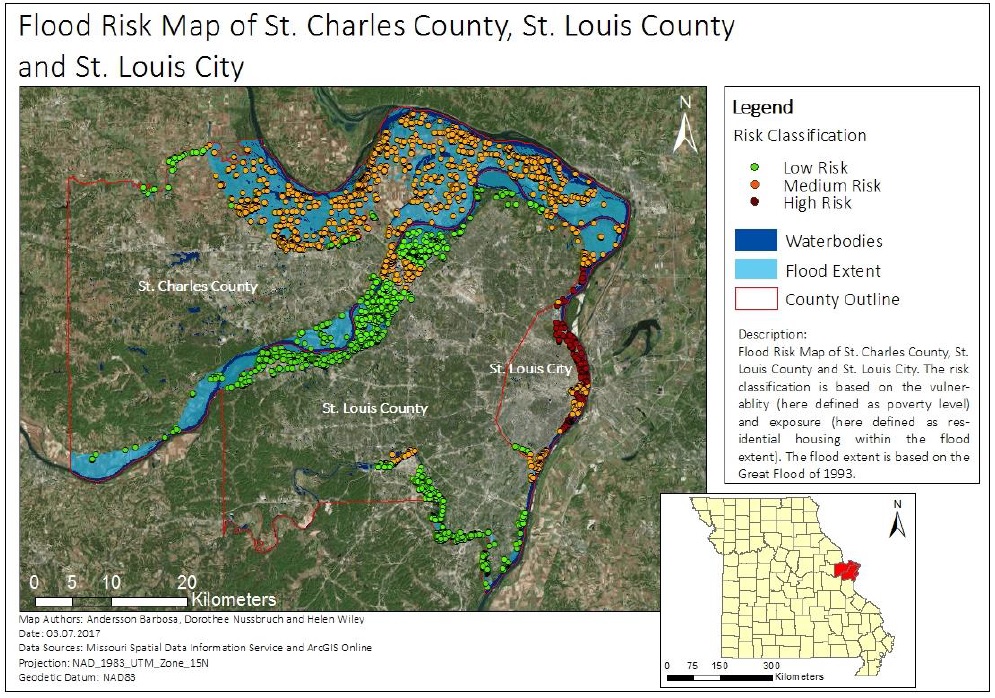 Flood Risk Map of St. Charles County, St. Louis County
and St. Louis City
N
St. Charles County
St. Louis City
St. Louis County
0 5 10 20
Kilometers
Legend
Risk Classification
Low Risk
Medium Risk
High Risk
Waterbodies
Flood Extent
County Outline
Description:
Flood Risk Map of St. Charles County, St.
Louis County and St. Louis City. The risk
classification is based on the vulner-
ablity (here defined as poverty level)
and exposure (here defined as res-
idential housing within the flood
extent). The flood extent is based on the
Great Flood of 1993.
N
0 75 150 300
Kilometers
Map Authors: Andersson Barbosa, Dorothee Nussbruch and Helen Wiley
Date: 03.07.2017
Data Sources: Missouri Spatial Data Information Service and ArcGIS Online
Projection: NAD_1983_UTM_Zone_15N
Geodetic Datum: NAD83